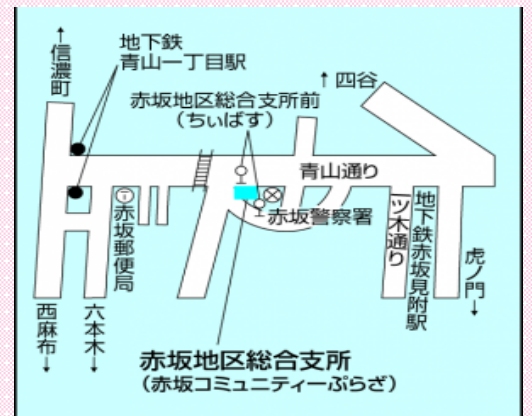 ↑信濃町
地下鉄
青山一丁目駅
↑四谷
赤坂地区総合支所前
（ちぃばす）
青山通り
〒赤坂郵便局
赤坂警察署
一ツ木通り
地下鉄赤坂見附駅
虎ノ門→
西麻布→
六本木→
赤坂地区総合支所
（赤坂コミュニティーぷらざ）